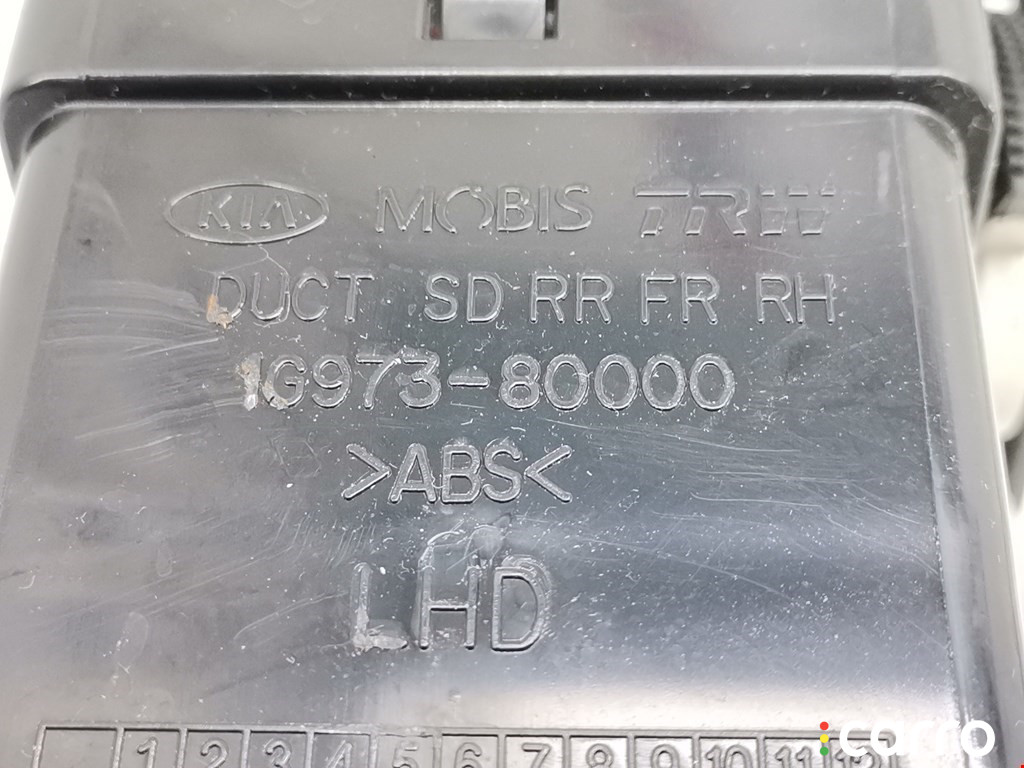 KIA MOBIS TRW
DUCT SD RR FR RH
1G973-80000
>ABS<
LHD
1 2 3 4 5 6 7 8 9 10 11 12
:carro